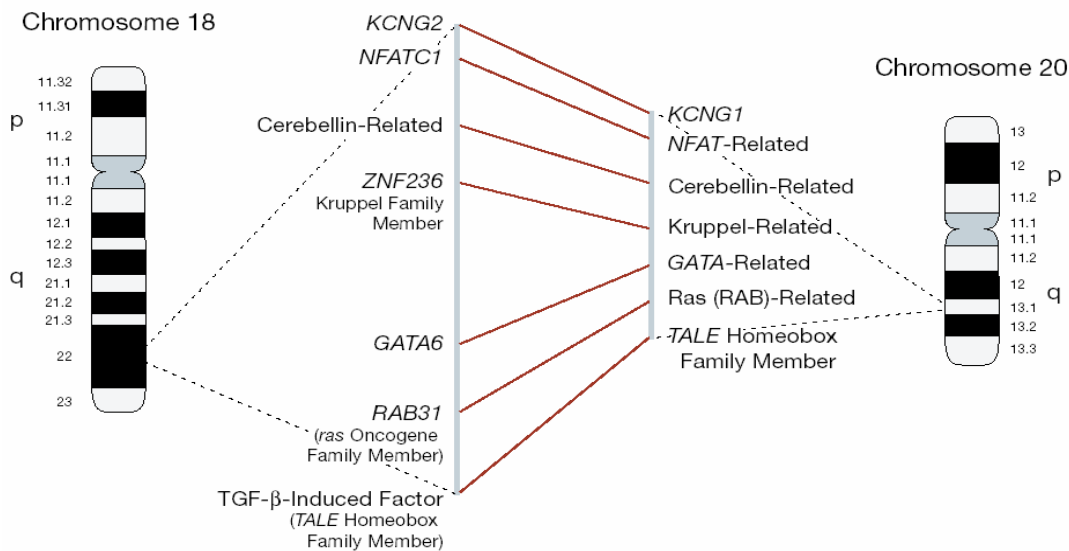 Chromosome 18
p
q
11.32
11.31
11.2
11.1
11.1
11.2
12.1
12.2
12.3
21.1
21.2
21.3
22
23
KCNG2
NFATC1
Cerebellin-Related
ZNF236
Kruppel Family
Member
GATA6
RAB31
(ras Oncogene
Family Member)
TGF-β-Induced Factor
(TALE Homeobox
Family Member)
KCNG1
NFAT-Related
Cerebellin-Related
Kruppel-Related
GATA-Related
Ras (RAB)-Related
TALE Homeobox
Family Member
Chromosome 20
13
12
11.2
11.1
11.1
11.2
12
13.1
13.2
13.3
p
q